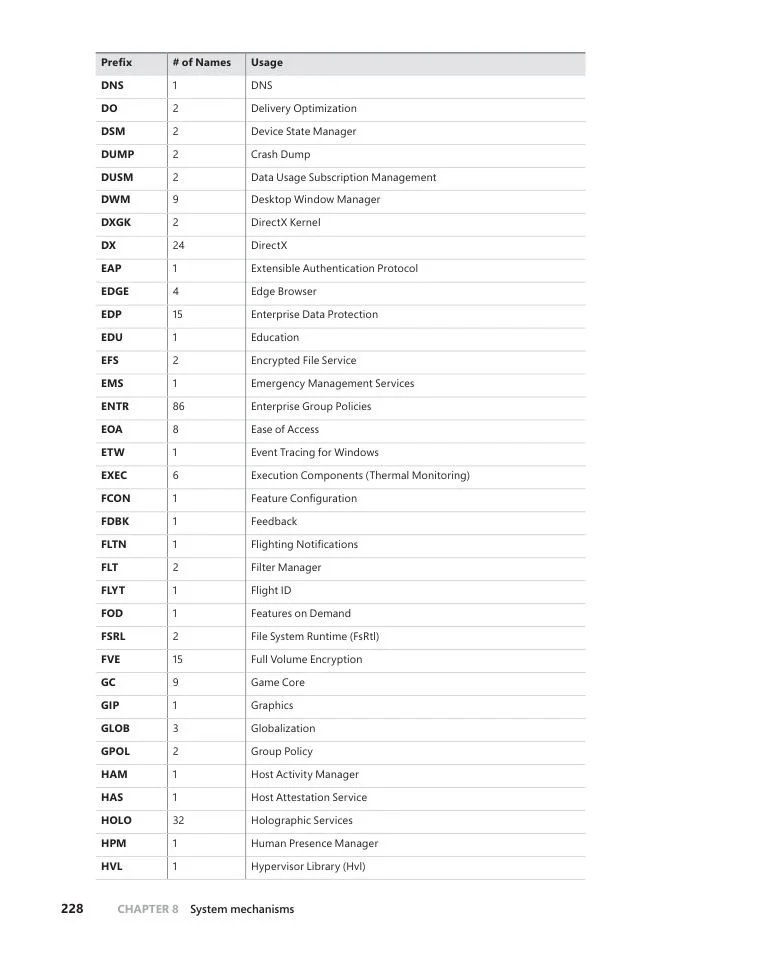 Prefix # of Names Usage
DNS 1 DNS
DO 2 Delivery Optimization
DSM 2 Device State Manager
DUMP 2 Crash Dump
DUSM 2 Data Usage Subscription Management
DWM 9 Desktop Window Manager
DXGK 2 DirectX Kernel
DX 24 DirectX
EAP 1 Extensible Authentication Protocol
EDGE 4 Edge Browser
EDP 15 Enterprise Data Protection
EDU 1 Education
EFS 2 Encrypted File Service
EMS 1 Emergency Management Services
ENTR 86 Enterprise Group Policies
EOA 8 Ease of Access
ETW 1 Event Tracing for Windows
EXEC 6 Execution Components (Thermal Monitoring)
FCON 1 Feature Configuration
FDBK 1 Feedback
FLTN 1 Flighting Notifications
FLT 2 Filter Manager
FLYT 1 Flight ID
FOD 1 Features on Demand
FSRL 2 File System Runtime (FsRtl)
FVE 15 Full Volume Encryption
GC 9 Game Core
GIP 1 Graphics
GLOB 3 Globalization
GPOL 2 Group Policy
HAM 1 Host Activity Manager
HAS 1 Host Attestation Service
HOLO 32 Holographic Services
HPM 1 Human Presence Manager
HVL 1 Hypervisor Library (Hvl)
228 CHAPTER 8 System mechanisms